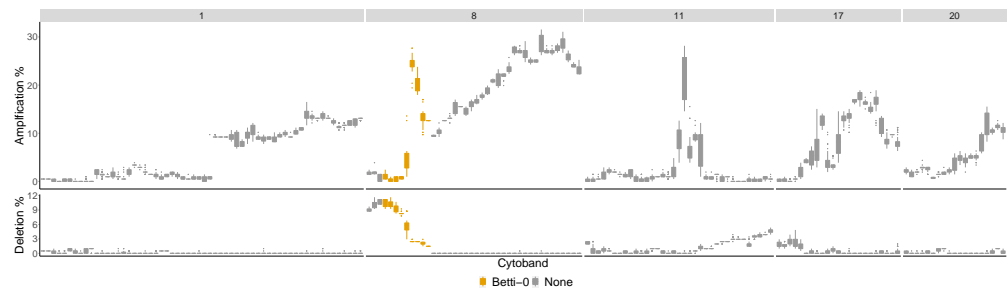 1 8 11 17 20
Amplification %
30
20
10
0
Deletion %
12
9
6
3
0
Cytoband
Betti−0 None